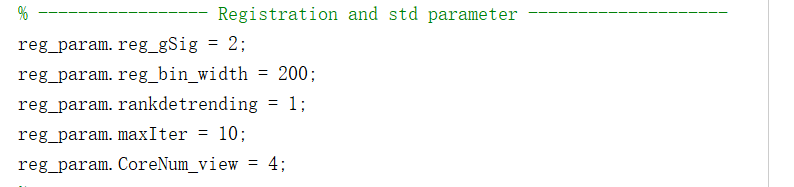 % ----------------- Registration and std parameter --------------------
reg_param.reg_gSig = 2;
reg_param.reg_bin_width = 200;
reg_param.rankdetrending = 1;
reg_param.maxIter = 10;
reg_param.CoreNum_view = 4;